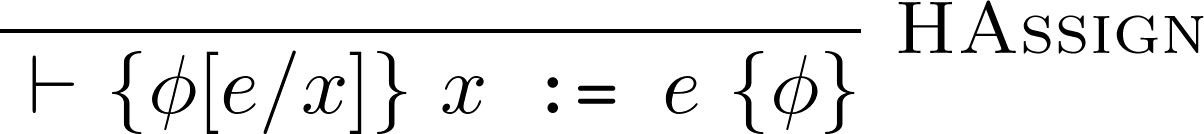 HASSIGN
⊢ {ϕ[e/x]} x := e {ϕ}